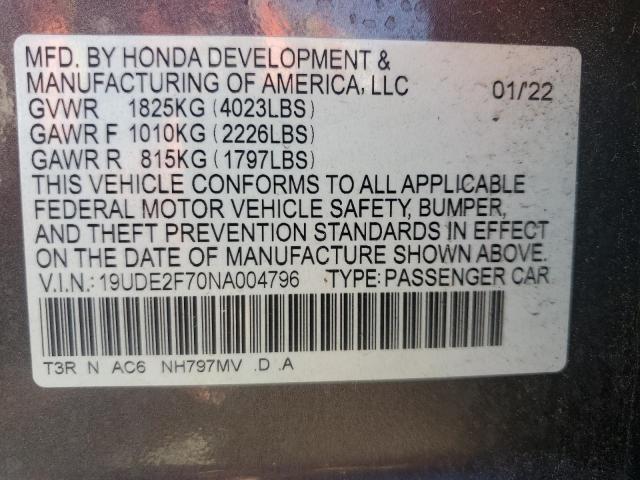 MFD. BY HONDA DEVELOPMENT &
MANUFACTURING OF AMERICA, LLC 01/'22
GVWR 1825KG (4023LBS)
GAWR F 1010KG (2226LBS)
GAWR R 815KG (1797LBS)
THIS VEHICLE CONFORMS TO ALL APPLICABLE
FEDERAL MOTOR VEHICLE SAFETY, BUMPER,
AND THEFT PREVENTION STANDARDS IN EFFECT
ON THE DATE OF MANUFACTURE SHOWN ABOVE.
V.I.N.: 19UDE2F70NA004796 TYPE: PASSENGER CAR
T3R N AC6 NH797MV .D .A